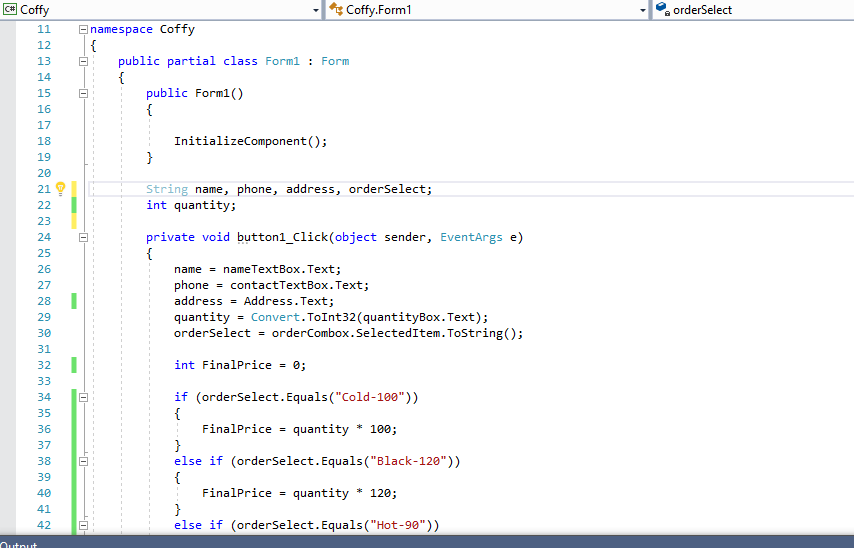 C# Coffy Coffy.Form1 orderSelect
11 namespace Coffy
12 {
13 public partial class Form1 : Form
14 {
15 public Form1()
16 {
17
18 InitializeComponent();
19 }
20
21 String name, phone, address, orderSelect;
22 int quantity;
23
24 private void button1_Click(object sender, EventArgs e)
25 {
26 name = nameTextBox.Text;
27 phone = contactTextBox.Text;
28 address = Address.Text;
29 quantity = Convert.ToInt32(quantityBox.Text);
30 orderSelect = orderCombox.SelectedItem.ToString();
31
32 int FinalPrice = 0;
33
34 if (orderSelect.Equals("Cold-100"))
35 {
36 FinalPrice = quantity * 100;
37 }
38 else if (orderSelect.Equals("Black-120"))
39 {
40 FinalPrice = quantity * 120;
41 }
42 else if (orderSelect.Equals("Hot-90"))
Output